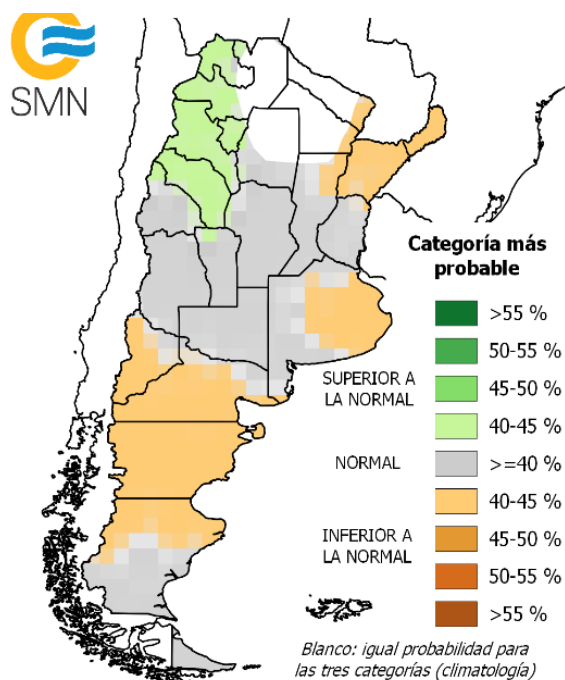 SMN
Categoría más
probable
>55 %
50-55 %
45-50 %
SUPERIOR A
LA NORMAL
40-45 %
NORMAL
>=40 %
40-45 %
INFERIOR A
LA NORMAL
45-50 %
50-55 %
>55 %
Blanco: igual probabilidad para
las tres categorías (climatología)